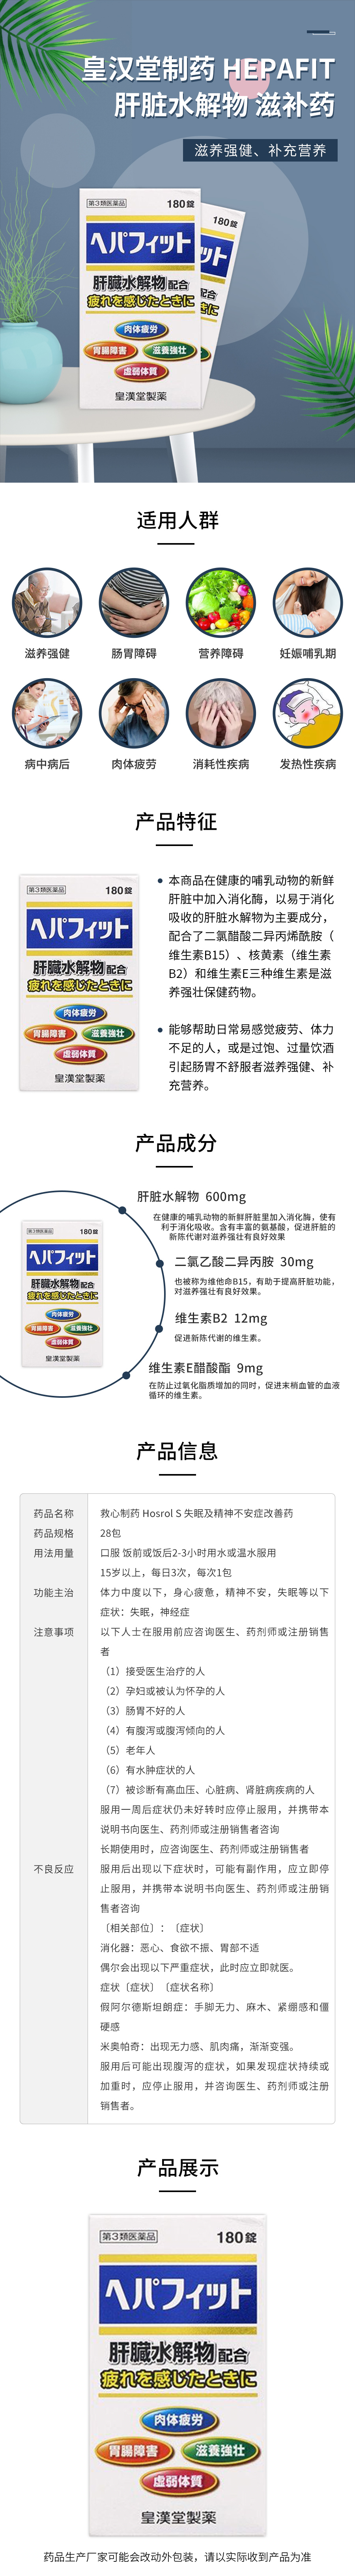 皇汉堂制药 HEPAFIT
肝脏水解物 滋补药
滋养强健、补充营养
第3類医薬品
180錠
ヘパフィット
肝臓水解物配合
疲れを感じたときに
肉体疲労
胃腸障害
滋養強壮
虚弱体質
皇漢堂製薬
180錠
适用人群
滋养强健
肠胃障碍
营养障碍
妊娠哺乳期
病中病后
肉体疲劳
消耗性疾病
发热性疾病
产品特征
第3類医薬品
180錠
ヘパフィット
肝臓水解物配合
疲れを感じたときに
肉体疲労
胃腸障害
滋養強壮
虚弱体質
皇漢堂製薬
本商品在健康的哺乳动物的新鲜
肝脏中加入消化酶，以易于消化
吸收的肝脏水解物为主要成分，
配合了二氯醋酸二异丙烯酰胺（
维生素B15）、核黄素（维生素
B2）和维生素E三种维生素是滋
养强壮保健药物。
能够帮助日常易感觉疲劳、体力
不足的人，或是过饱、过量饮酒
引起肠胃不舒服者滋养强健、补
充营养。
产品成分
肝脏水解物 600mg
在健康的哺乳动物的新鲜肝脏里加入消化酶，使有
利于消化吸收。含有丰富的氨基酸，促进肝脏的
新陈代谢对滋养强壮有良好效果
二氯乙酸二异丙胺 30mg
也被称为维他命B15，有助于提高肝脏功能，
对滋养强壮有良好效果。
维生素B2 12mg
促进新陈代谢的维生素。
维生素E醋酸酯 9mg
在防止过氧化脂质增加的同时，促进末梢血管的血液
循环的维生素。
第3類医薬品
180錠
ヘパフィット
肝臓水解物配合
疲れを感じたときに
肉体疲労
胃腸障害
滋養強壮
虚弱体質
皇漢堂製薬
产品信息
药品名称 救心制药 Hosrol S 失眠及精神不安症改善药
药品规格 28包
用法用量 口服 饭前或饭后2-3小时用水或温水服用
15岁以上，每日3次，每次1包
功能主治 体力中度以下，身心疲惫，精神不安，失眠等以下
症状：失眠，神经症
注意事项 以下人士在服用前应咨询医生、药剂师或注册销售
者
（1）接受医生治疗的人
（2）孕妇或被认为怀孕的人
（3）肠胃不好的人
（4）有腹泻或腹泻倾向的人
（5）老年人
（6）有水肿症状的人
（7）被诊断有高血压、心脏病、肾脏病疾病的人
服用一周后症状仍未好转时应停止服用，并携带本
说明书向医生、药剂师或注册销售者咨询
长期使用时，应咨询医生、药剂师或注册销售者
不良反应 服用后出现以下症状时，可能有副作用，应立即停
止服用，并携带本说明书向医生、药剂师或注册销
售者咨询
〔相关部位〕：〔症状〕
消化器：恶心、食欲不振、胃部不适
偶尔会出现以下严重症状，此时应立即就医。
症状〔症状〕〔症状名称〕
假阿尔德斯坦朗症：手脚无力、麻木、紧绷感和僵
硬感
米奥帕奇：出现无力感、肌肉痛，渐渐变强。
服用后可能出现腹泻的症状，如果发现症状持续或
加重时，应停止服用，并咨询医生、药剂师或注册
销售者。
产品展示
第3類医薬品
180錠
ヘパフィット
肝臓水解物配合
疲れを感じたときに
肉体疲労
胃腸障害
滋養強壮
虚弱体質
皇漢堂製薬
药品生产厂家可能会改动外包装，请以实际收到产品为准